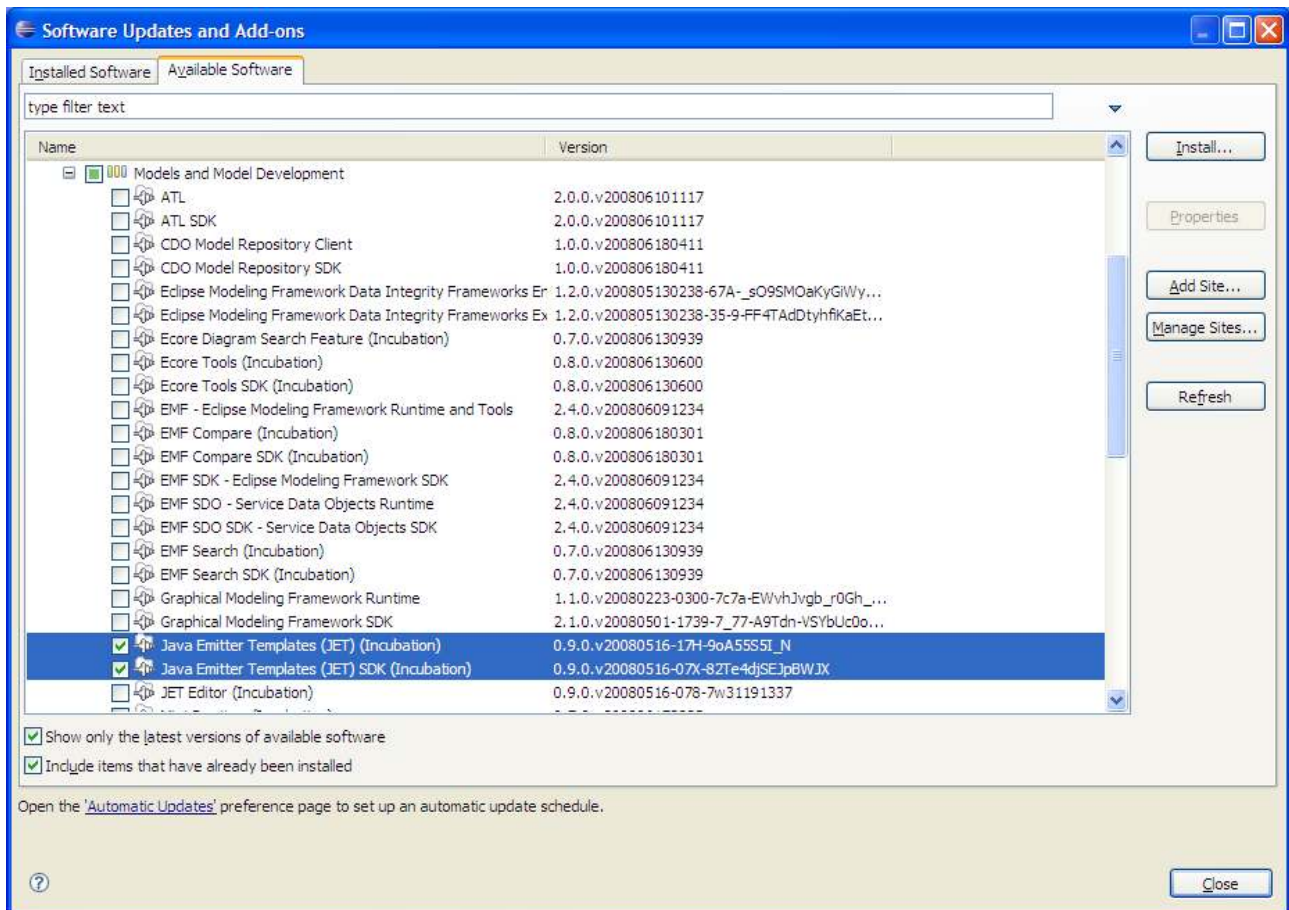 Software Updates and Add-ons
Installed Software Available Software
type filter text
Name Version Install...
Models and Model Development
ATL 2.0.0.v200806101117
ATL SDK 2.0.0.v200806101117 Properties
CDO Model Repository Client 1.0.0.v200806180411
CDO Model Repository SDK 1.0.0.v200806180411
Eclipse Modeling Framework Data Integrity Frameworks Er 1.2.0.v200805130238-67A-_sO9SMOaKyGiWy... Add Site...
Eclipse Modeling Framework Data Integrity Frameworks Ex 1.2.0.v200805130238-35-9-FF4TAdDtyhfiKaEt...
Ecore Diagram Search Feature (Incubation) 0.7.0.v200806130939 Manage Sites...
Ecore Tools (Incubation) 0.8.0.v200806130600
Ecore Tools SDK (Incubation) 0.8.0.v200806130600
EMF - Eclipse Modeling Framework Runtime and Tools 2.4.0.v200806091234 Refresh
EMF Compare (Incubation) 0.8.0.v200806180301
EMF Compare SDK (Incubation) 0.8.0.v200806180301
EMF SDK - Eclipse Modeling Framework SDK 2.4.0.v200806091234
EMF SDO - Service Data Objects Runtime 2.4.0.v200806091234
EMF SDO SDK - Service Data Objects SDK 2.4.0.v200806091234
EMF Search (Incubation) 0.7.0.v200806130939
EMF Search SDK (Incubation) 0.7.0.v200806130939
Graphical Modeling Framework Runtime 1.1.0.v20080223-0300-7c7a-EWvhJvgb_r0Gh_...
Graphical Modeling Framework SDK 2.1.0.v20080501-1739-7_77-A9Tdn-VSYbUc0o...
Java Emitter Templates (JET) (Incubation) 0.9.0.v20080516-17H-9oA55S5I_N
Java Emitter Templates (JET) SDK (Incubation) 0.9.0.v20080516-07X-82Te4djSEJpBWJX
JET Editor (Incubation) 0.9.0.v20080516-078-7w31191337
Show only the latest versions of available software
Include items that have already been installed
Open the 'Automatic Updates' preference page to set up an automatic update schedule.
? Close